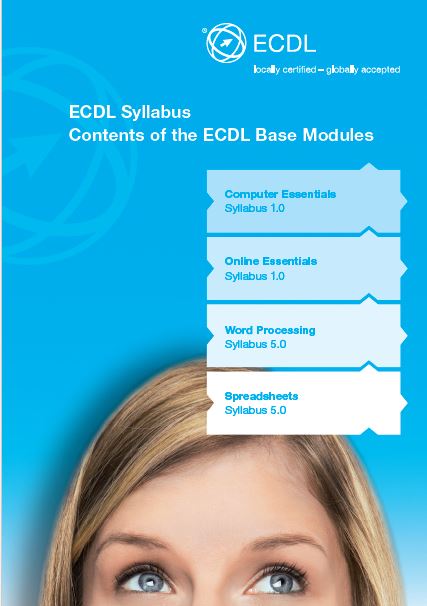 ® ECDL
locally certified – globally accepted
ECDL Syllabus
Contents of the ECDL Base Modules
Computer Essentials
Syllabus 1.0
Online Essentials
Syllabus 1.0
Word Processing
Syllabus 5.0
Spreadsheets
Syllabus 5.0